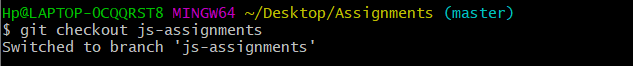 Hp@LAPTOP-0CQQRST8 MINGW64 ~/Desktop/Assignments (master)
$ git checkout js-assignments
Switched to branch 'js-assignments'